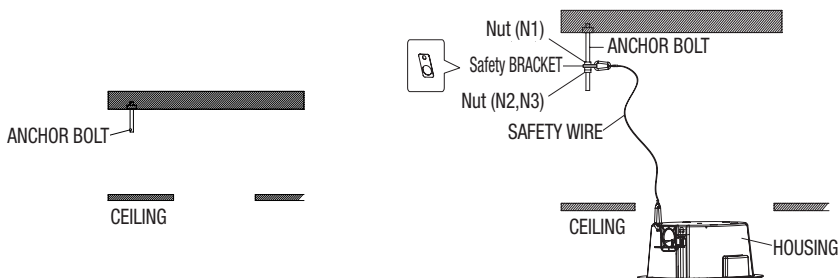 ANCHOR BOLT
CEILING
Nut (N1)
ANCHOR BOLT
Safety BRACKET
Nut (N2,N3)
SAFETY WIRE
CEILING
HOUSING